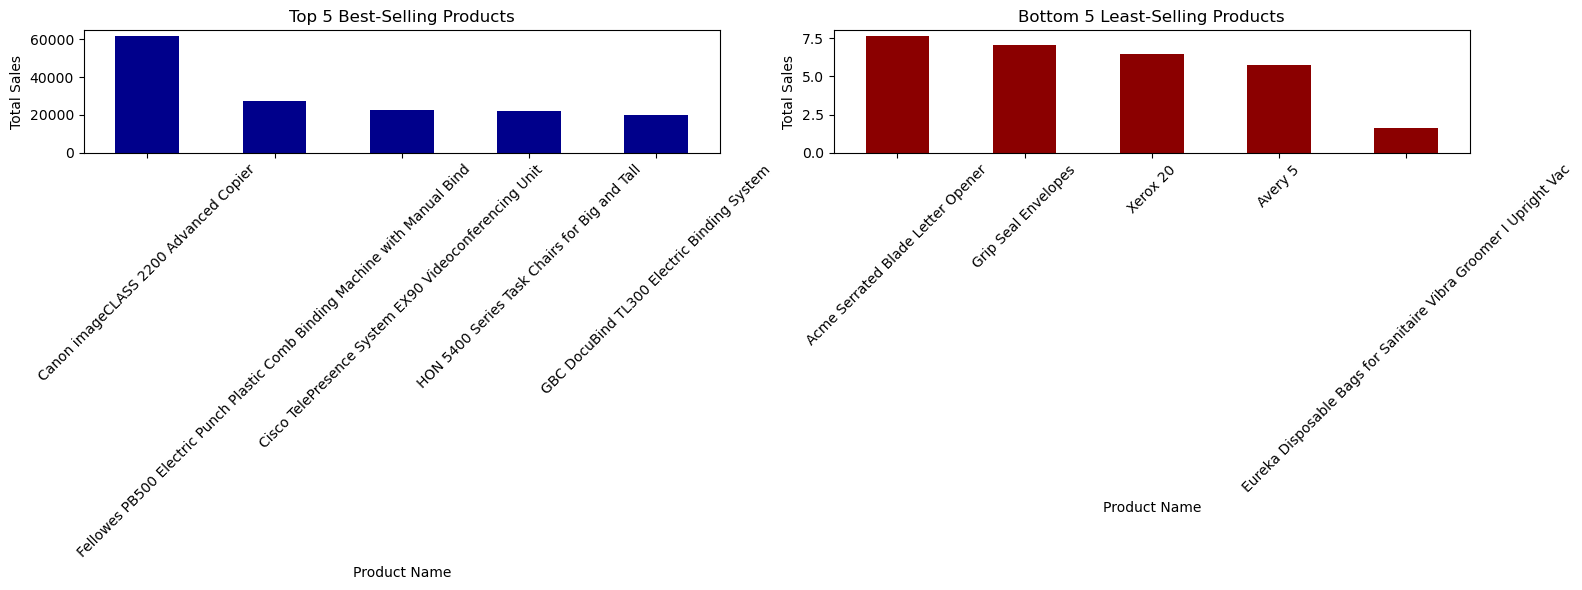 Top 5 Best-Selling Products
Total Sales
60000
40000
20000
0
Canon imageCLASS 2200 Advanced Copier
Fellowes PB500 Electric Punch Plastic Comb Binding Machine with Manual Bind
Cisco TelePresence System EX90 Videoconferencing Unit
HON 5400 Series Task Chairs for Big and Tall
GBC DocuBind TL300 Electric Binding System
Product Name
Bottom 5 Least-Selling Products
Total Sales
7.5
5.0
2.5
0.0
Acme Serrated Blade Letter Opener
Grip Seal Envelopes
Xerox 20
Avery 5
Eureka Disposable Bags for Sanitaire Vibra Groomer I Upright Vac
Product Name